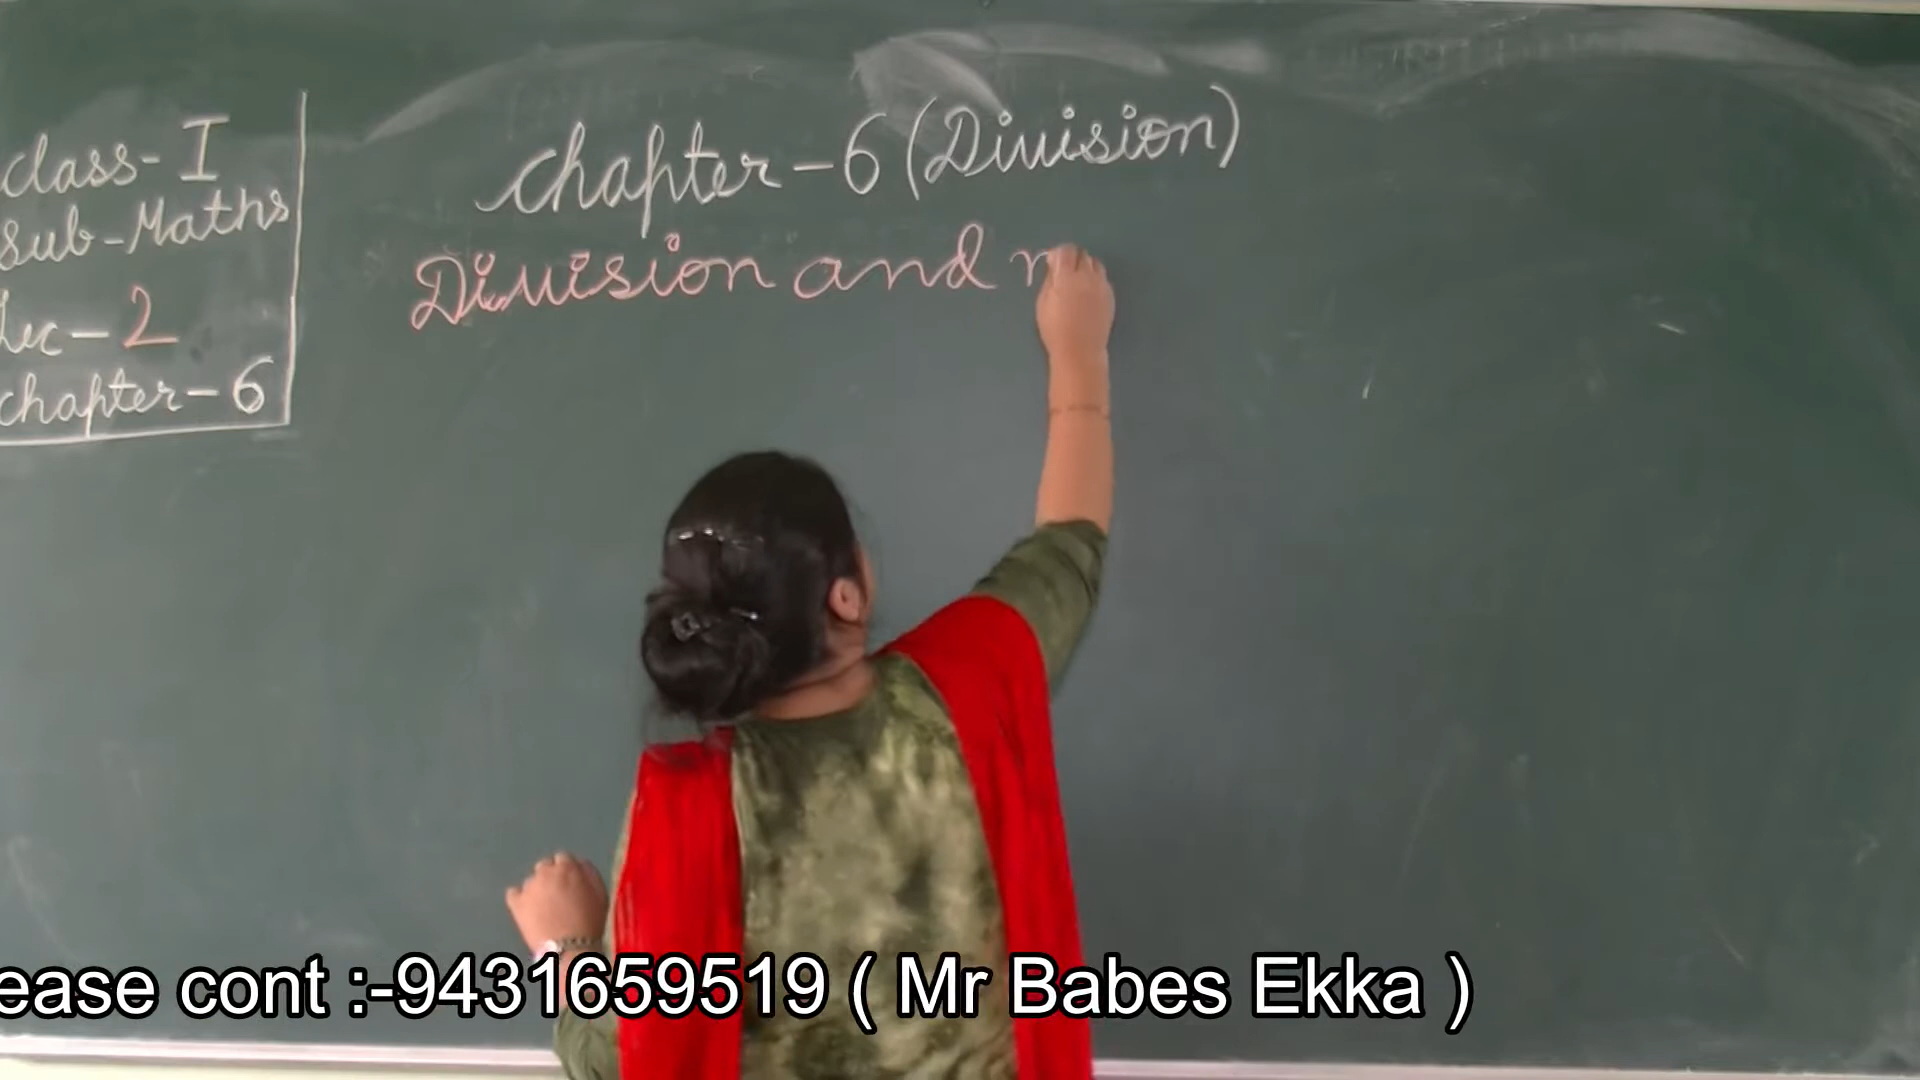 class-I
Sub-Maths
Lec-2
chapter-6
chapter-6 (Division)
Division and
ease cont :-9431659519 ( Mr Babes Ekka )